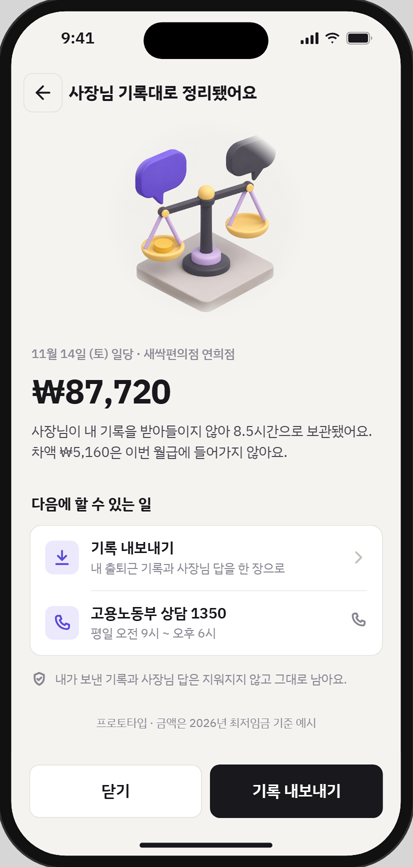 9:41
사장님 기록대로 정리됐어요
11월 14일 (토) 일당 · 새싹편의점 연희점
₩87,720
사장님이 내 기록을 받아들이지 않아 8.5시간으로 보관됐어요.
차액 ₩5,160은 이번 월급에 들어가지 않아요.
다음에 할 수 있는 일
기록 내보내기
내 출퇴근 기록과 사장님 답을 한 장으로
고용노동부 상담 1350
평일 오전 9시 ~ 오후 6시
내가 보낸 기록과 사장님 답은 지워지지 않고 그대로 남아요.
프로토타입 · 금액은 2026년 최저임금 기준 예시
닫기
기록 내보내기